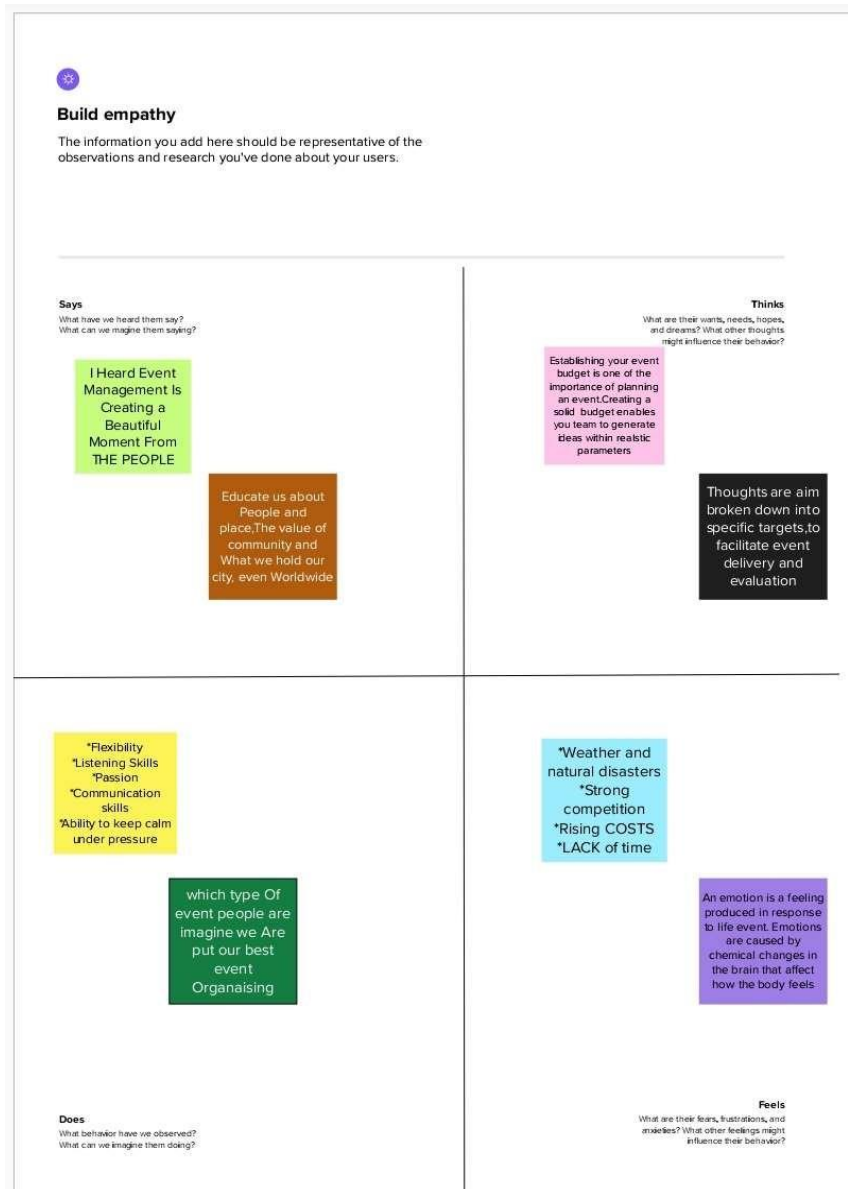 Build empathy
The information you add here should be representative of the
observations and research you've done about your users.
Says
What have we heard them say?
What can we magine them saying?
I Heard Event
Management Is
Creating a
Beautiful
Moment From
THE PEOPLE
Educate us about
People and
place,The value of
community and
What we hold our
city, even Worldwide
Thinks
What are their wants, needs, hopes,
and dreams? What other thoughts
might influence their behavior?
Establishing your event
budget is one of the
importance of planning
an event.Creating a
solid budget enables
you team to generate
ideas within realstic
parameters
Thoughts are aim
broken down into
specific targets,to
facilitate event
delivery and
evaluation
*Flexibility
*Listening Skills
*Passion
*Communication
skills
*Ability to keep calm
under pressure
which type Of
event people are
imagine we Are
put our best
event
Organaising
Does
What behavior have we observed?
What can we imagine them doing?
*Weather and
natural disasters
*Strong
competition
*Rising COSTS
*LACK of time
An emotion is a feeling
produced in response
to life event. Emotions
are caused by
chemical changes in
the brain that affect
how the body feels
Feels
What are their fears, frustrations, and
anxieties? What other feelings might
influence their behavior?